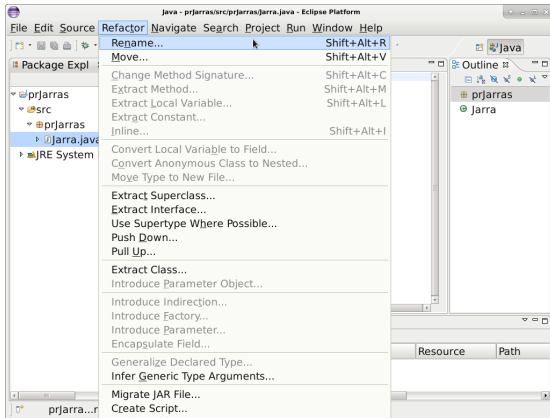 Java - prJarras/src/prJarras/Jarra.java - Eclipse Platform
File Edit Source Refactor Navigate Search Project Run Window Help
Java
Package Expl
prJarras
src
prJarras
Jarra.java
JRE System
Rename... Shift+Alt+R
Move... Shift+Alt+V
Change Method Signature... Shift+Alt+C
Extract Method... Shift+Alt+M
Extract Local Variable... Shift+Alt+L
Extract Constant...
Inline... Shift+Alt+I
Convert Local Variable to Field...
Convert Anonymous Class to Nested...
Move Type to New File...
Extract Superclass...
Extract Interface...
Use Supertype Where Possible...
Push Down...
Pull Up...
Extract Class...
Introduce Parameter Object...
Introduce Indirection...
Introduce Factory...
Introduce Parameter...
Encapsulate Field...
Generalize Declared Type...
Infer Generic Type Arguments...
Migrate JAR File...
Create Script...
Outline
prJarras
Jarra
Resource Path
prJarra...r